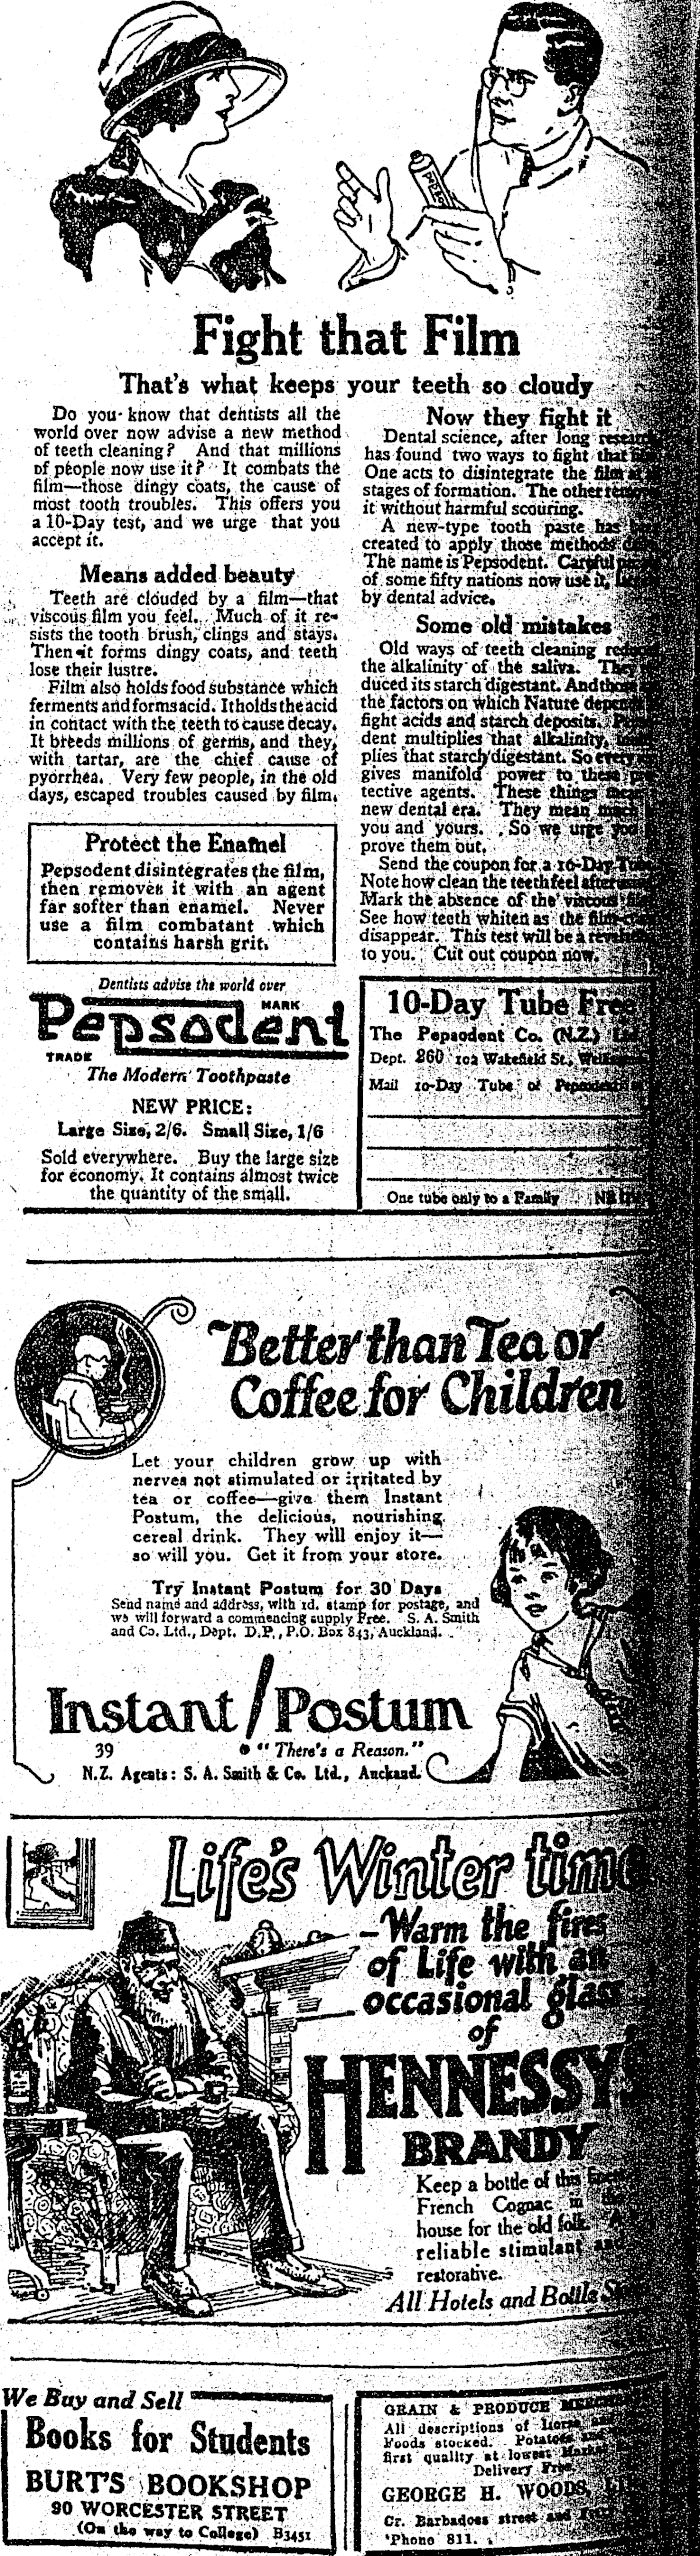 Fight that Film
That's what keeps your teeth so cloudy
Do you know that dentists all the
world over now advise a new method
of teeth cleaning? And that millions
of people now use it? It combats the
film—those dingy coats, the cause of
most tooth troubles. This offers you
a 10-Day test, and we urge that you
accept it.
Means added beauty
Teeth are clouded by a film—that
viscous film you feel. Much of it re-
sists the tooth brush, clings and stays.
Then it forms dingy coats, and teeth
lose their lustre.
Film also holds food substance which
ferments and forms acid. It holds the acid
in contact with the teeth to cause decay.
It breeds millions of germs, and they,
with tartar, are the chief cause of
pyorrhea. Very few people, in the old
days, escaped troubles caused by film.
Protect the Enamel
Pepsodent disintegrates the film,
then removes it with an agent
far softer than enamel. Never
use a film combatant which
contains harsh grit.
Dentists advise the world over
MARK
Pepsodent
TRADE
The Modern Toothpaste
NEW PRICE:
Large Size, 2/6. Small Size, 1/6
Sold everywhere. Buy the large size
for economy. It contains almost twice
the quantity of the small.
Now they fight it
Dental science, after long research
has found two ways to fight that
One acts to disintegrate the film at
stages of formation. The other
it without harmful scouring.
A new-type tooth paste has
created to apply those methods
The name is Pepsodent. Careful
of some fifty nations now use it,
by dental advice.
Some old mistakes
Old ways of teeth cleaning
the alkalinity of the saliva. They
duced its starch digestant. And
the factors on which Nature
fight acids and starch deposits.
dent multiplies that alkalinity,
plies that starch digestant. So every
gives manifold power to these
tective agents. These things
new dental era. They mean much
you and yours. So we urge you
prove them out.
Send the coupon for a 10-Day
Note how clean the teeth feel after
Mark the absence of the viscous
See how teeth whiten as the
disappear. This test will be a
to you. Cut out coupon now.
10-Day Tube Free
The Pepsodent Co. (N.Z.)
Dept. 260 102 Wakefield St.,
Mail 10-Day Tube of
One tube only to a Family
Better than Tea or
Coffee for Children
Let your children grow up with
nerves not stimulated or irritated by
tea or coffee—give them Instant
Postum, the delicious, nourishing
cereal drink. They will enjoy it—
so will you. Get it from your store.
Try Instant Postum for 30 Days
Send name and address, with 1d. stamp for postage, and
we will forward a commencing supply Free. S. A. Smith
and Co. Ltd., Dept. D.P., P.O. Box 843, Auckland.
Instant Postum
39
"There's a Reason."
N.Z. Agents: S. A. Smith & Co. Ltd., Auckand.
Life's Winter time
—Warm the fires
of Life with an
occasional glass
of
HENNESSY'S
BRANDY
Keep a bottle of this
French Cognac in
house for the old folk.
reliable stimulant
restorative.
All Hotels and Bottle
We Buy and Sell
Books for Students
BURT'S BOOKSHOP
90 WORCESTER STREET
(On the way to College) B3451
GRAIN & PRODUCE
All descriptions of
Foods stocked. Potatoes
first quality at lowest
Delivery Free.
GEORGE H. WOODS,
Cr. Barbadoes street and
'Phone 811.